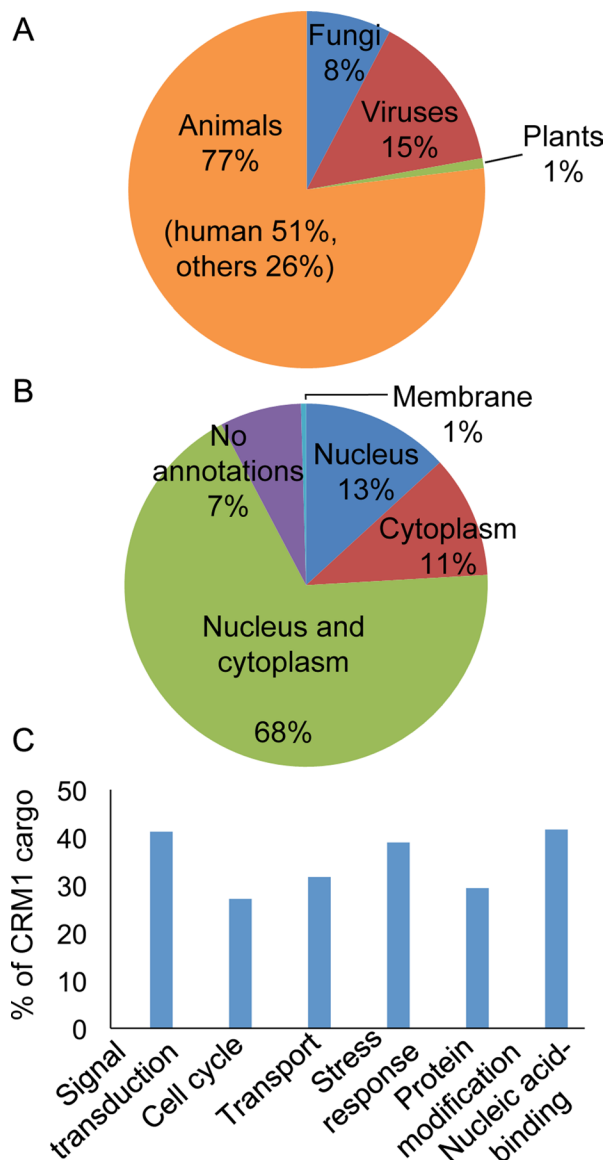 A
Fungi
8%
Viruses
15%
Plants
1%
Animals
77%
(human 51%,
others 26%)
B
Membrane
1%
No
annotations
7%
Nucleus
13%
Cytoplasm
11%
Nucleus and
cytoplasm
68%
C
% of CRM1 cargo
50
40
30
20
10
0
Signal
transduction
Cell cycle
Transport
Stress
response
Protein
modification
Nucleic acid-
binding